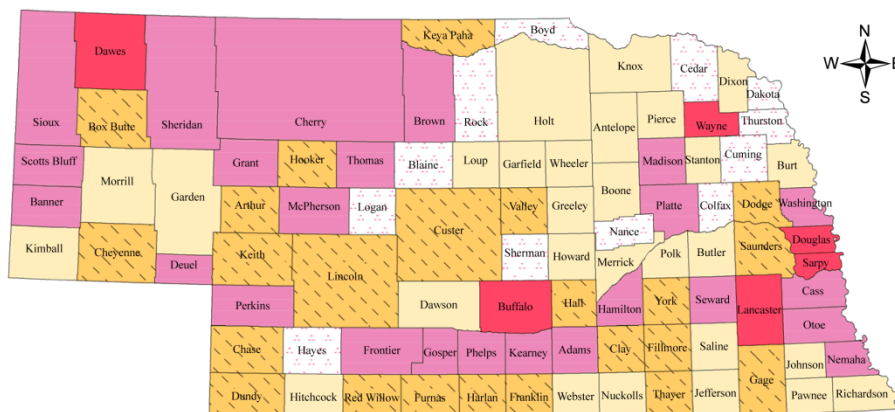 N
W E
S
Boyd
Keya Paha
Dawes
Knox
Cedar
Dixon
Dakota
Sioux
Box Butte
Sheridan
Cherry
Brown
Rock
Holt
Antelope
Pierce
Wayne
Thurston
Scotts Bluff
Morrill
Garden
Grant
Hooker
Thomas
Blaine
Loup
Garfield
Wheeler
Boone
Madison
Stanton
Cuming
Burt
Banner
Arthur
McPherson
Logan
Custer
Valley
Greeley
Platte
Colfax
Dodge
Washington
Kimball
Cheyenne
Deuel
Keith
Lincoln
Sherman
Howard
Nance
Merrick
Polk
Butler
Saunders
Douglas
Sarpy
Perkins
Dawson
Buffalo
Hall
Hamilton
York
Seward
Lancaster
Cass
Otoe
Chase
Hayes
Frontier
Gosper
Phelps
Kearney
Adams
Clay
Fillmore
Saline
Johnson
Nemaha
Dundy
Hitchcock
Red Willow
Furnas
Harlan
Franklin
Webster
Nuckolls
Thayer
Jefferson
Gage
Pawnee
Richardson